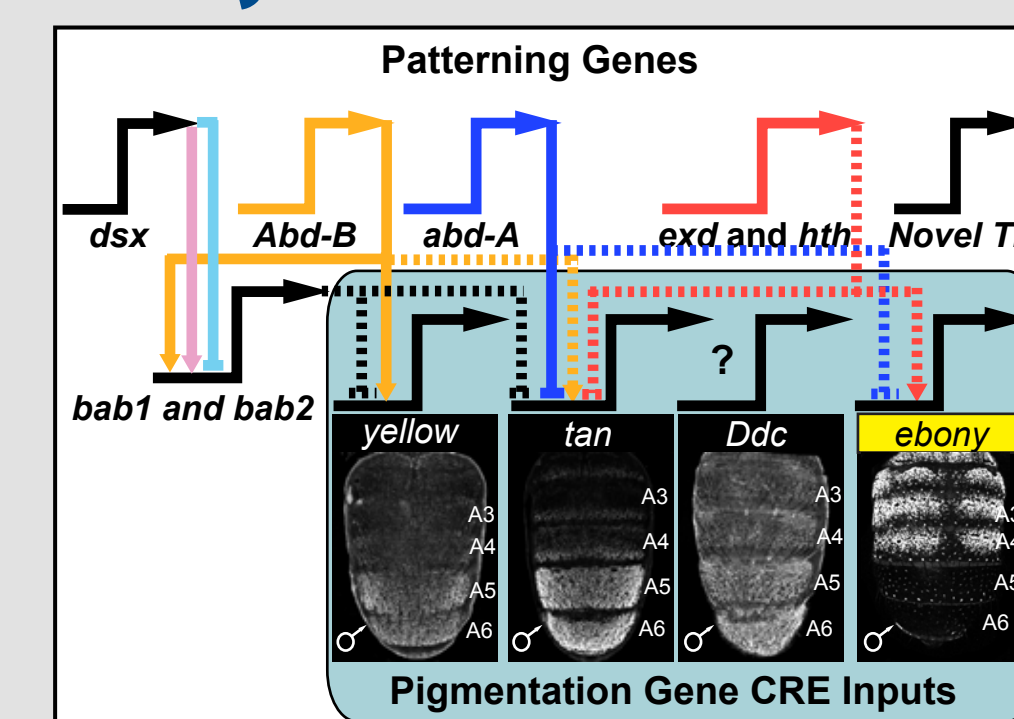 Patterning Genes
dsx
Abd-B
abd-A
exd and hth
Novel
bab1 and bab2
?
yellow
tan
Ddc
ebony
A3
A4
A5
A6
A3
A4
A5
A6
A3
A4
A5
A6
A5
A6
Pigmentation Gene CRE Inputs